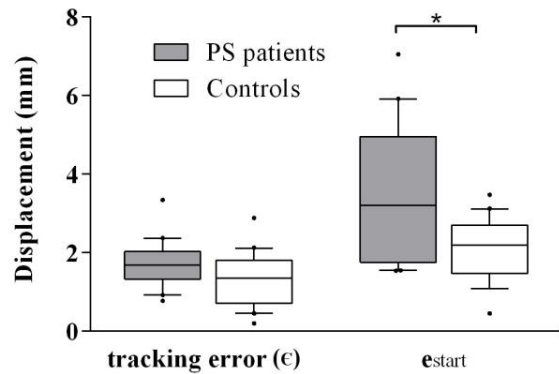 8
6
4
2
0
Displacement (mm)
PS patients
Controls
*
tracking error (ϵ)
estart